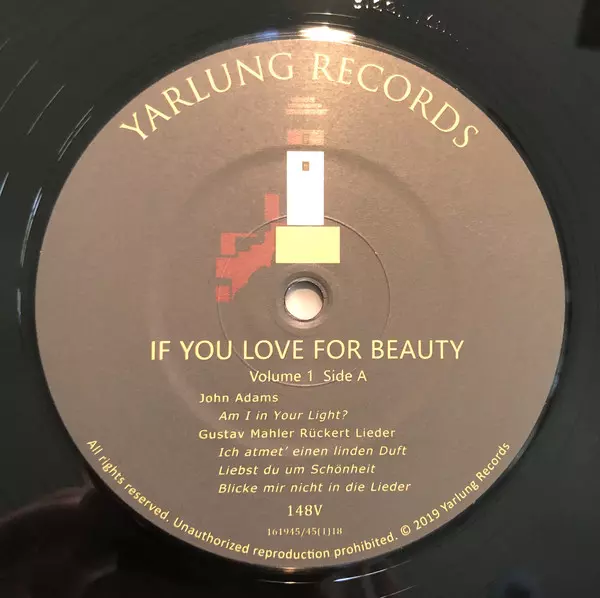 YARLUNG RECORDS
IF YOU LOVE FOR BEAUTY
Volume 1 Side A
John Adams
Am I in Your Light?
Gustav Mahler Rückert Lieder
Ich atmet' einen linden Duft
Liebst du um Schönheit
Blicke mir nicht in die Lieder
148V
161945/45(1)18
All rights reserved. Unauthorized reproduction prohibited. © 2019 Yarlung Records